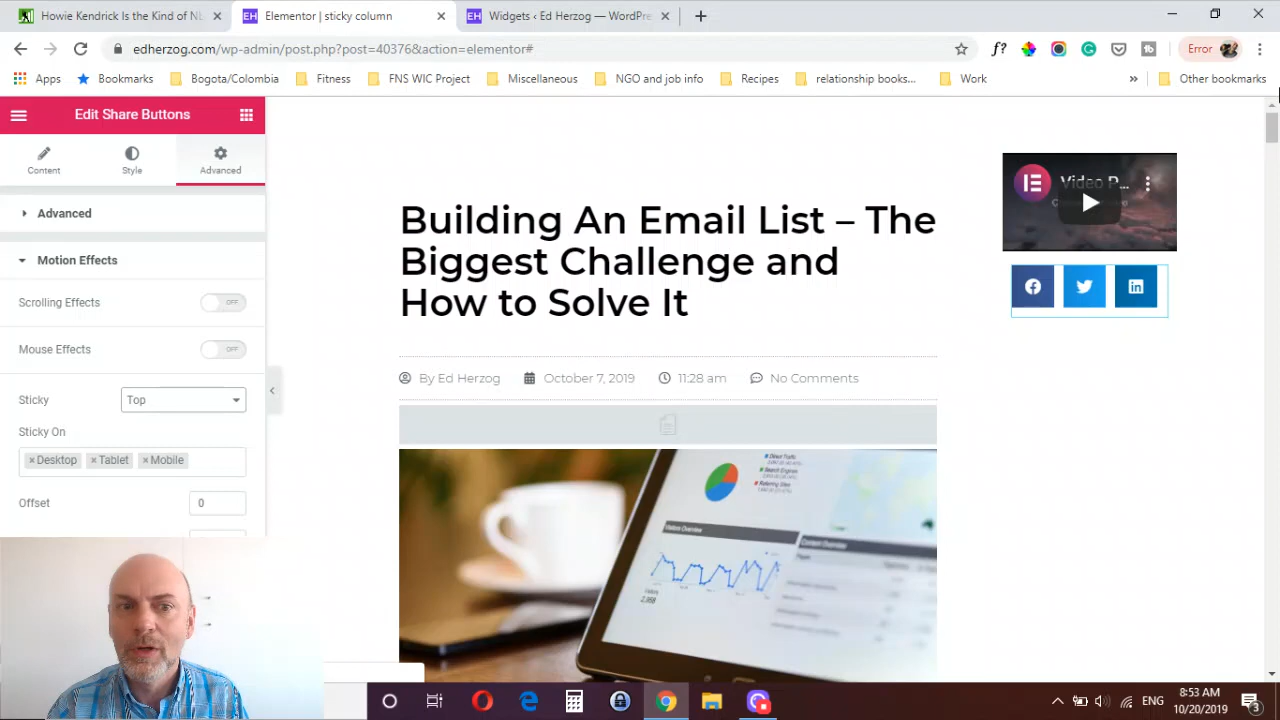 Howie Kendrick Is the Kind of N
Elementor | sticky column
Widgets ‹ Ed Herzog — WordPre
edherzog.com/wp-admin/post.php?post=40376&action=elementor#
f?
Error
Apps
Bookmarks
Bogota/Colombia
Fitness
FNS WIC Project
Miscellaneous
NGO and job info
Recipes
relationship books...
Work
»
Other bookmarks
Edit Share Buttons
Content
Style
Advanced
Advanced
Motion Effects
Scrolling Effects
OFF
Mouse Effects
OFF
Sticky
Top
Sticky On
× Desktop
× Tablet
× Mobile
Offset
0
Video P...
Building An Email List – The
Biggest Challenge and
How to Solve It
By Ed Herzog
October 7, 2019
11:28 am
No Comments
Video Overview
Content Overview
ENG
8:53 AM
10/20/2019
3